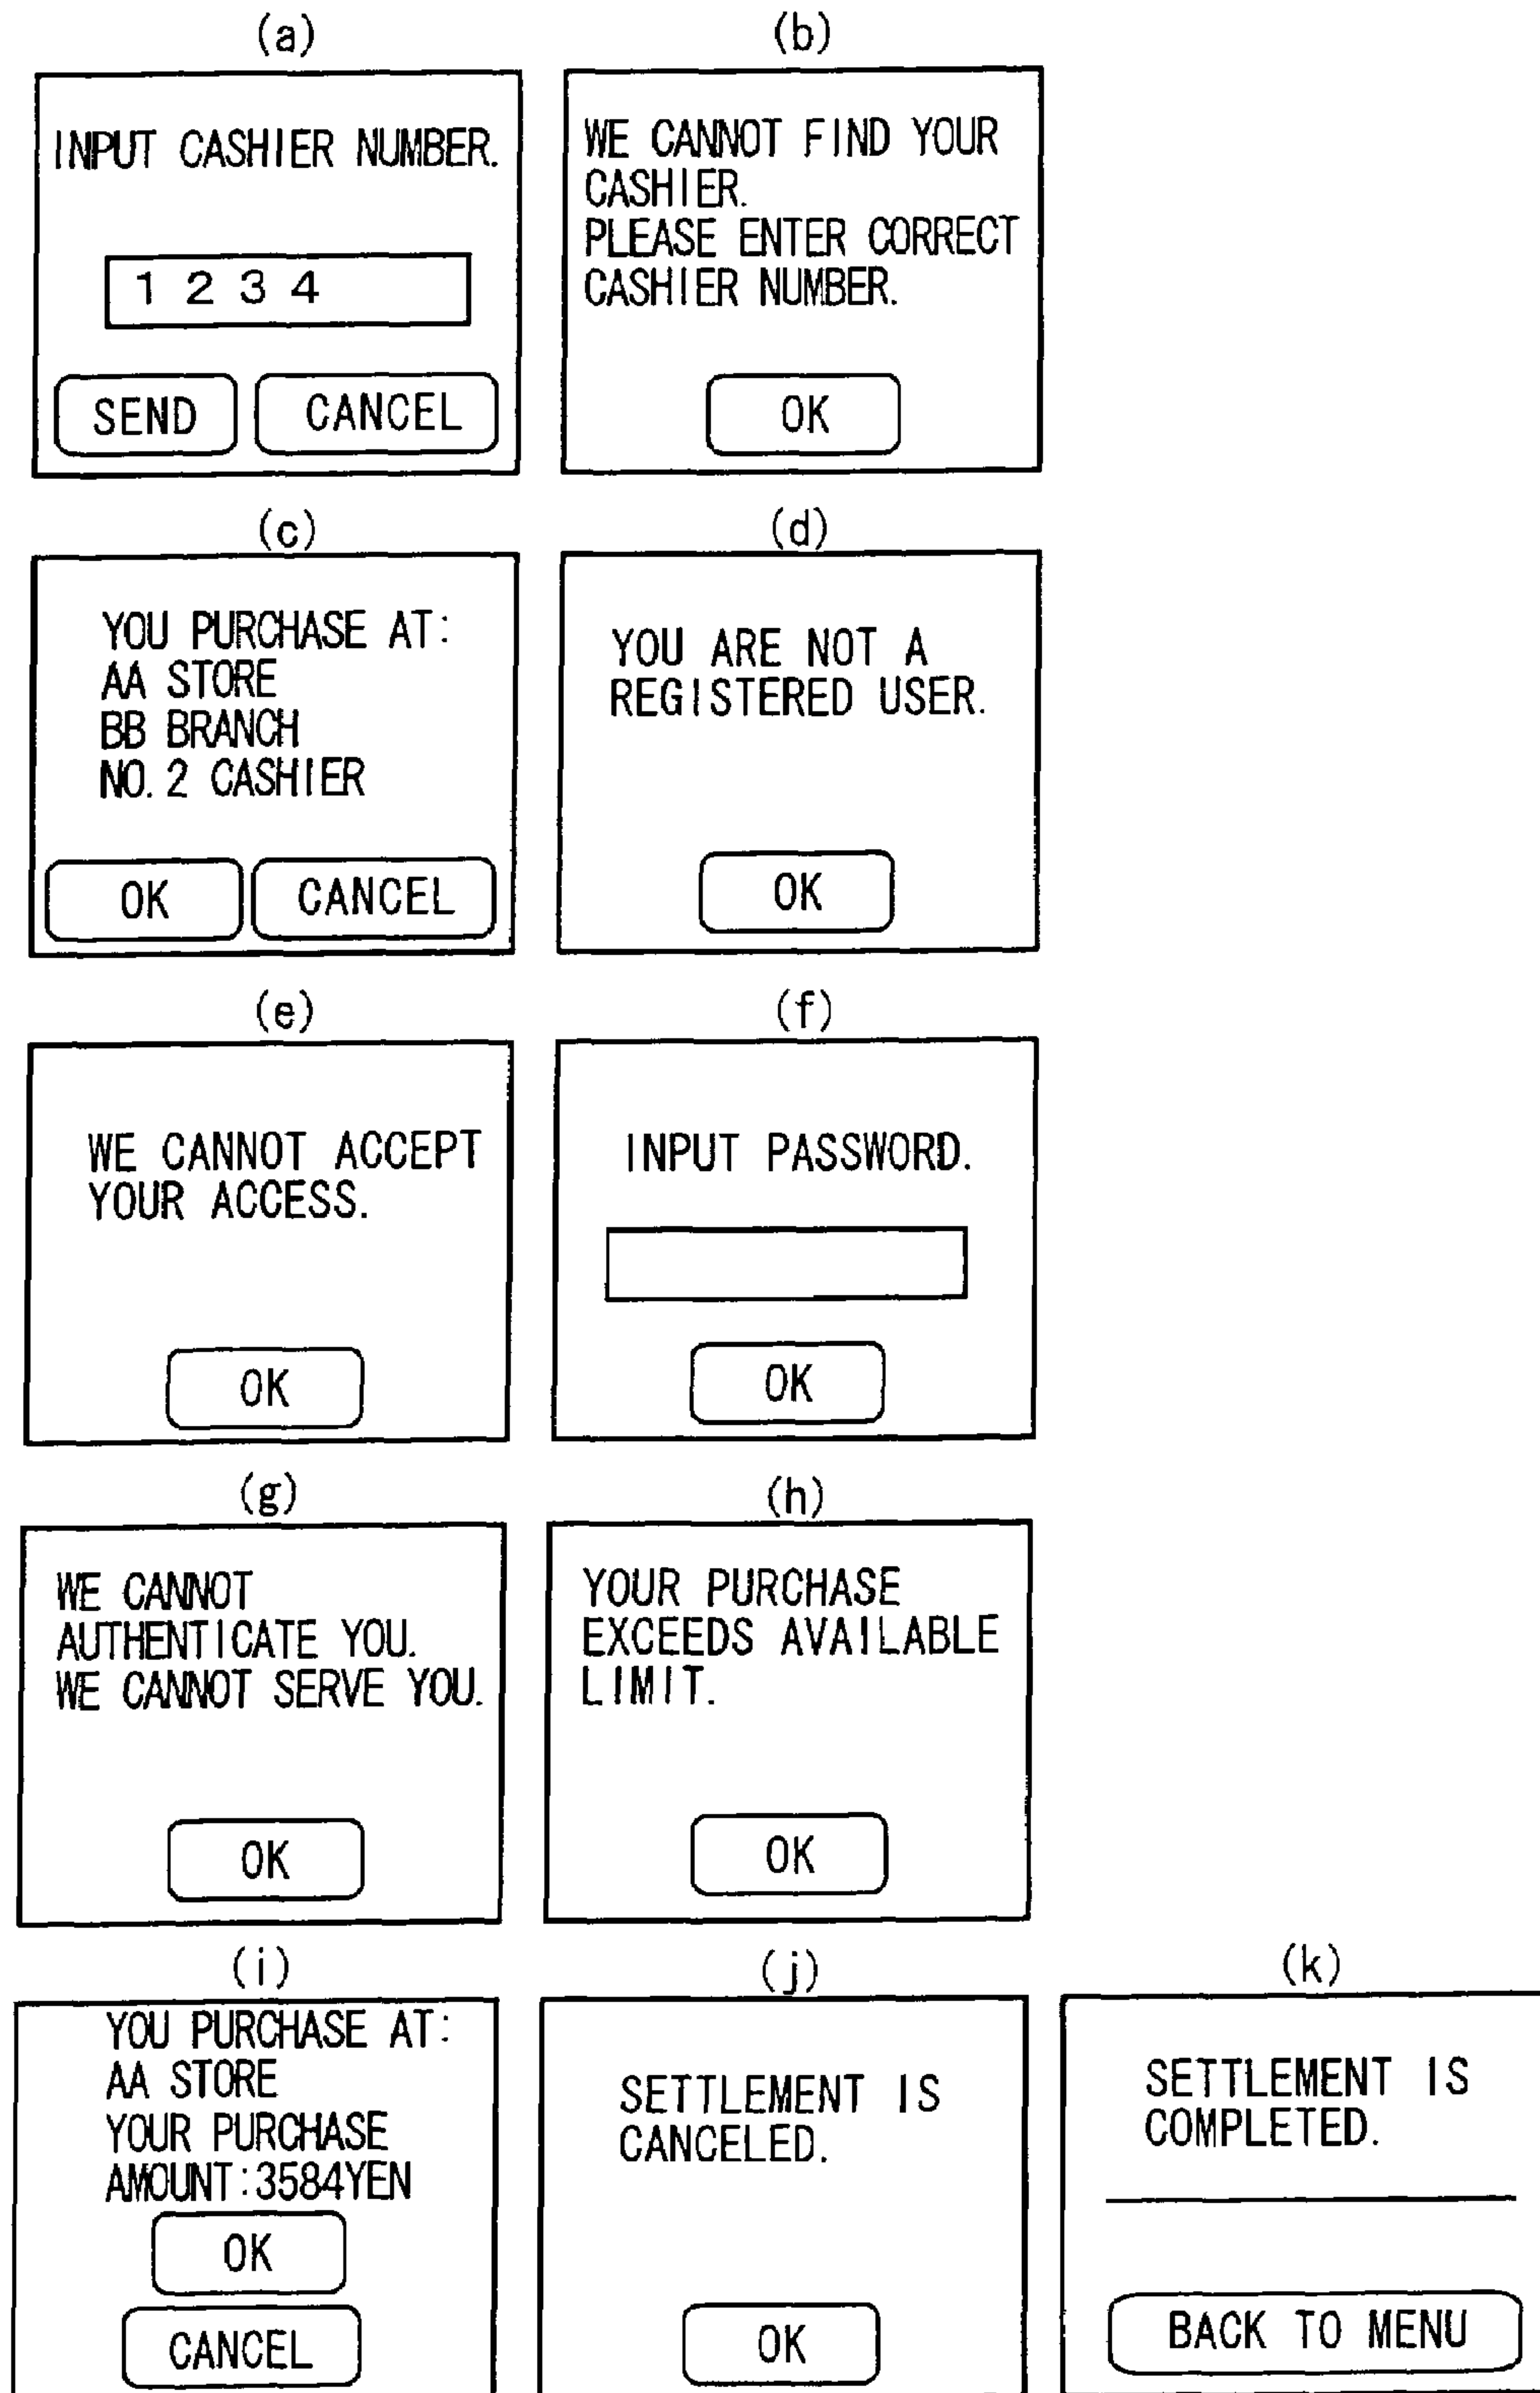 (a)
INPUT CASHIER NUMBER.
1 2 3 4
SEND
CANCEL
(b)
WE CANNOT FIND YOUR
CASHIER.
PLEASE ENTER CORRECT
CASHIER NUMBER.
OK
(c)
YOU PURCHASE AT:
AA STORE
BB BRANCH
NO. 2 CASHIER
OK
CANCEL
(d)
YOU ARE NOT A
REGISTERED USER.
OK
(e)
WE CANNOT ACCEPT
YOUR ACCESS.
OK
(f)
INPUT PASSWORD.
OK
(g)
WE CANNOT
AUTHENTICATE YOU.
WE CANNOT SERVE YOU.
OK
(h)
YOUR PURCHASE
EXCEEDS AVAILABLE
LIMIT.
OK
(i)
YOU PURCHASE AT:
AA STORE
YOUR PURCHASE
AMOUNT:3584YEN
OK
CANCEL
(j)
SETTLEMENT IS
CANCELED.
OK
(k)
SETTLEMENT IS
COMPLETED.
BACK TO MENU